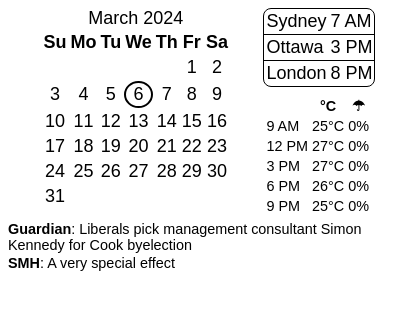 March 2024
Su Mo Tu We Th Fr Sa
1 2
3 4 5 6 7 8 9
10 11 12 13 14 15 16
17 18 19 20 21 22 23
24 25 26 27 28 29 30
31
Sydney 7 AM
Ottawa 3 PM
London 8 PM
°C ☂
9 AM 25°C 0%
12 PM 27°C 0%
3 PM 27°C 0%
6 PM 26°C 0%
9 PM 25°C 0%
Guardian: Liberals pick management consultant Simon
Kennedy for Cook byelection
SMH: A very special effect